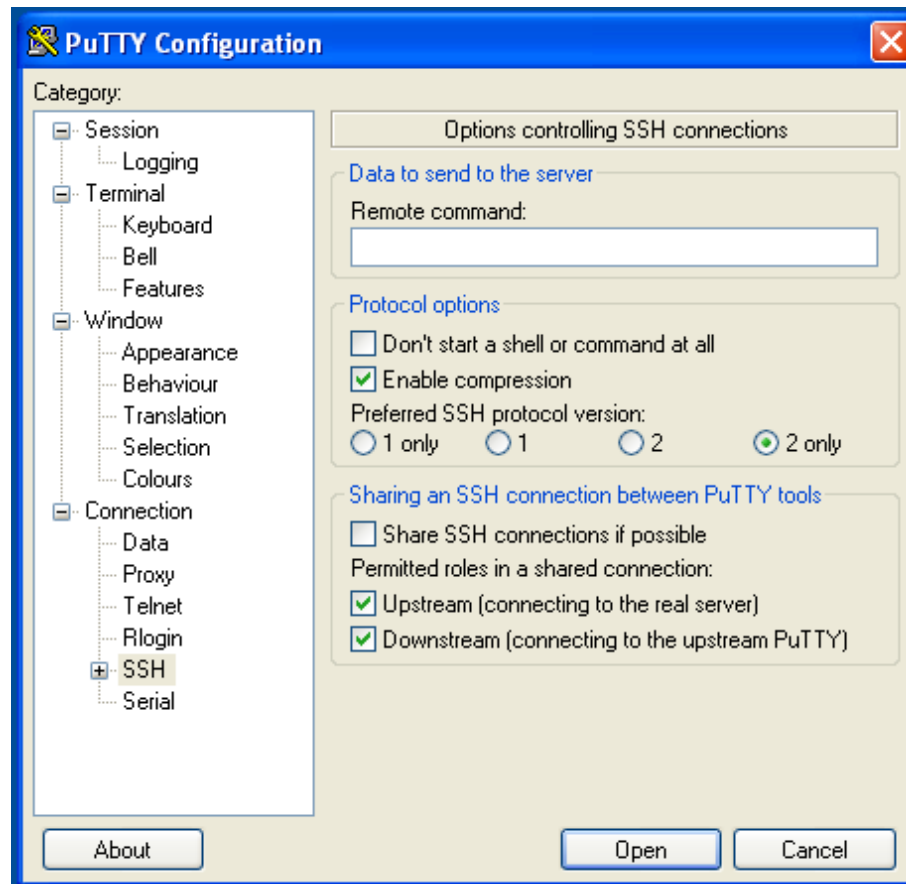 PuTTY Configuration
Category:
Session
Logging
Terminal
Keyboard
Bell
Features
Window
Appearance
Behaviour
Translation
Selection
Colours
Connection
Data
Proxy
Telnet
Rlogin
SSH
Serial
Options controlling SSH connections
Data to send to the server
Remote command:
Protocol options
Don't start a shell or command at all
Enable compression
Preferred SSH protocol version:
1 only 1 2 2 only
Sharing an SSH connection between PuTTY tools
Share SSH connections if possible
Permitted roles in a shared connection:
Upstream (connecting to the real server)
Downstream (connecting to the upstream PuTTY)
About Open Cancel